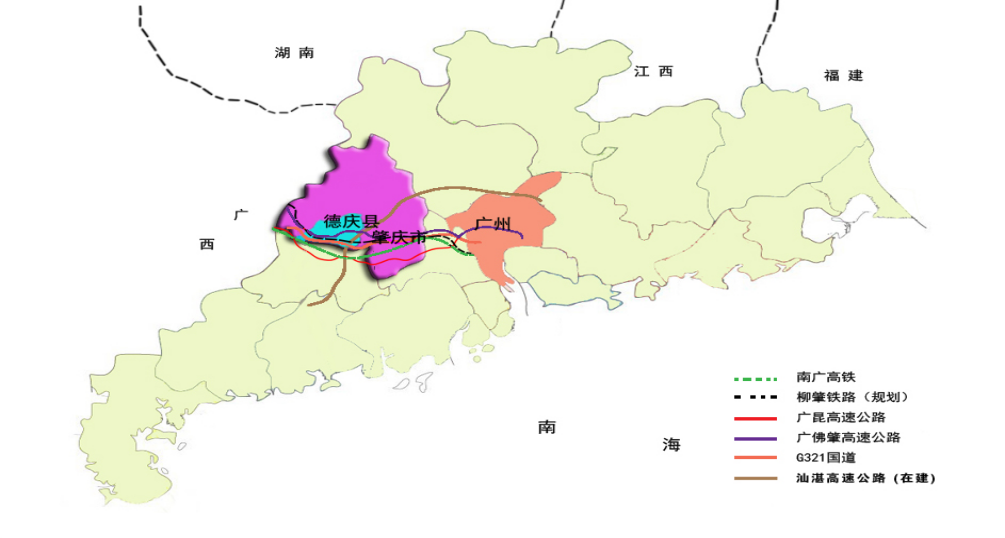 湖 南
江 西
福 建
广
西
德庆县
广州
肇庆市
南
海
南广高铁
柳肇铁路（规划）
广昆高速公路
广佛肇高速公路
G321国道
汕湛高速公路（在建）